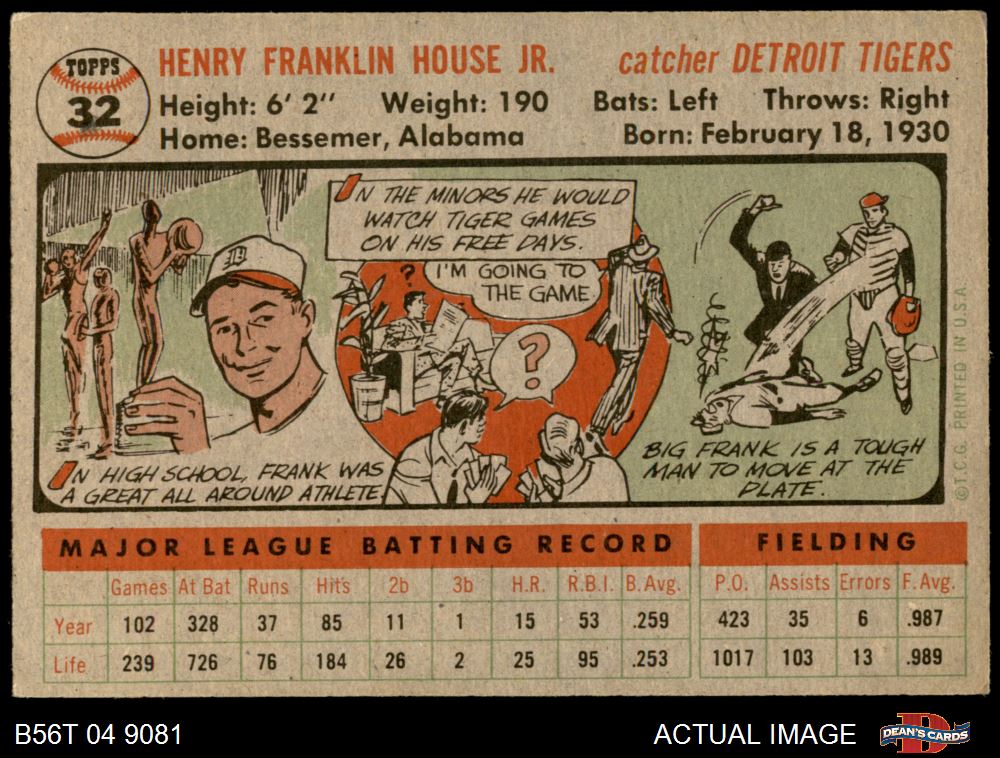 TOPPS
32
HENRY FRANKLIN HOUSE JR. catcher DETROIT TIGERS
Height: 6' 2" Weight: 190 Bats: Left Throws: Right
Home: Bessemer, Alabama Born: February 18, 1930
IN HIGH SCHOOL, FRANK WAS
A GREAT ALL AROUND ATHLETE.
IN THE MINORS HE WOULD
WATCH TIGER GAMES
ON HIS FREE DAYS.
?
I'M GOING TO
THE GAME
?
BIG FRANK IS A TOUGH
MAN TO MOVE AT THE
PLATE.
© T.C.G. PRINTED IN U.S.A.
MAJOR LEAGUE BATTING RECORD FIELDING
Games At Bat Runs Hits 2b 3b H.R. R.B.I. B. Avg. P.O. Assists Errors F. Avg.
Year 102 328 37 85 11 1 15 53 .259 423 35 6 .987
Life 239 726 76 184 26 2 25 95 .253 1017 103 13 .989
B56T 04 9081 ACTUAL IMAGE DEAN'S CARDS